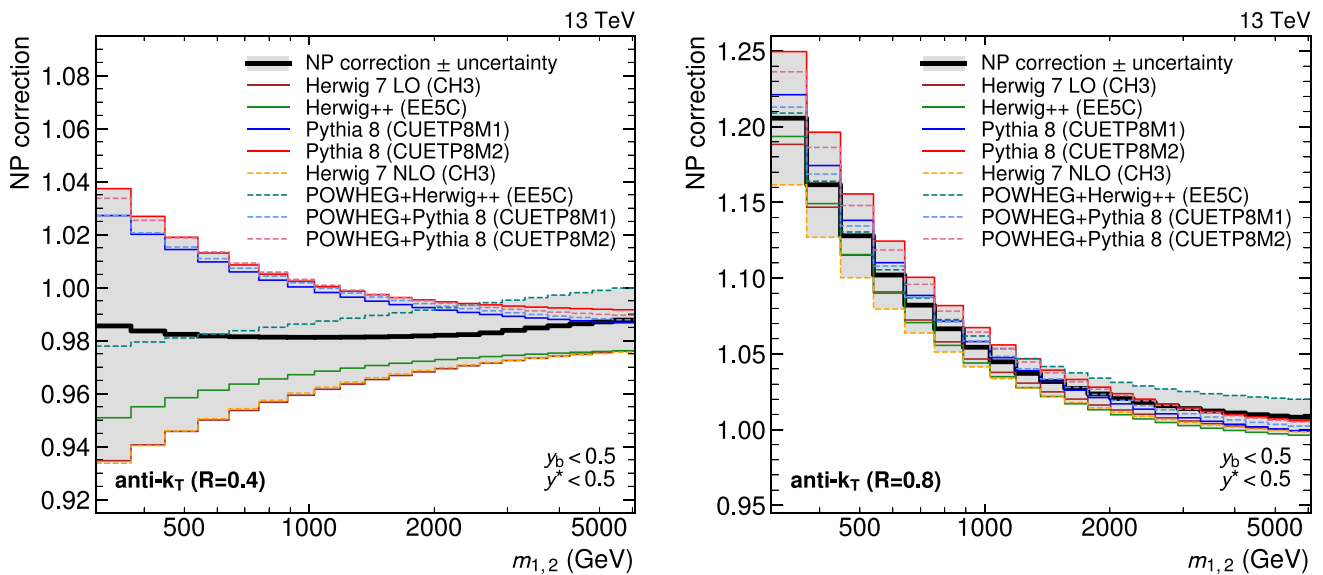 13 TeV
NP correction
1.08
1.06
1.04
1.02
1.00
0.98
0.96
0.94
0.92
NP correction ± uncertainty
Herwig 7 LO (CH3)
Herwig++ (EE5C)
Pythia 8 (CUETP8M1)
Pythia 8 (CUETP8M2)
Herwig 7 NLO (CH3)
POWHEG+Herwig++ (EE5C)
POWHEG+Pythia 8 (CUETP8M1)
POWHEG+Pythia 8 (CUETP8M2)
y_b < 0.5
y* < 0.5
anti-k_T (R=0.4)
500 1000 2000 5000
m_{1,2} (GeV)
13 TeV
NP correction
1.25
1.20
1.15
1.10
1.05
1.00
0.95
NP correction ± uncertainty
Herwig 7 LO (CH3)
Herwig++ (EE5C)
Pythia 8 (CUETP8M1)
Pythia 8 (CUETP8M2)
Herwig 7 NLO (CH3)
POWHEG+Herwig++ (EE5C)
POWHEG+Pythia 8 (CUETP8M1)
POWHEG+Pythia 8 (CUETP8M2)
y_b < 0.5
y* < 0.5
anti-k_T (R=0.8)
500 1000 2000 5000
m_{1,2} (GeV)